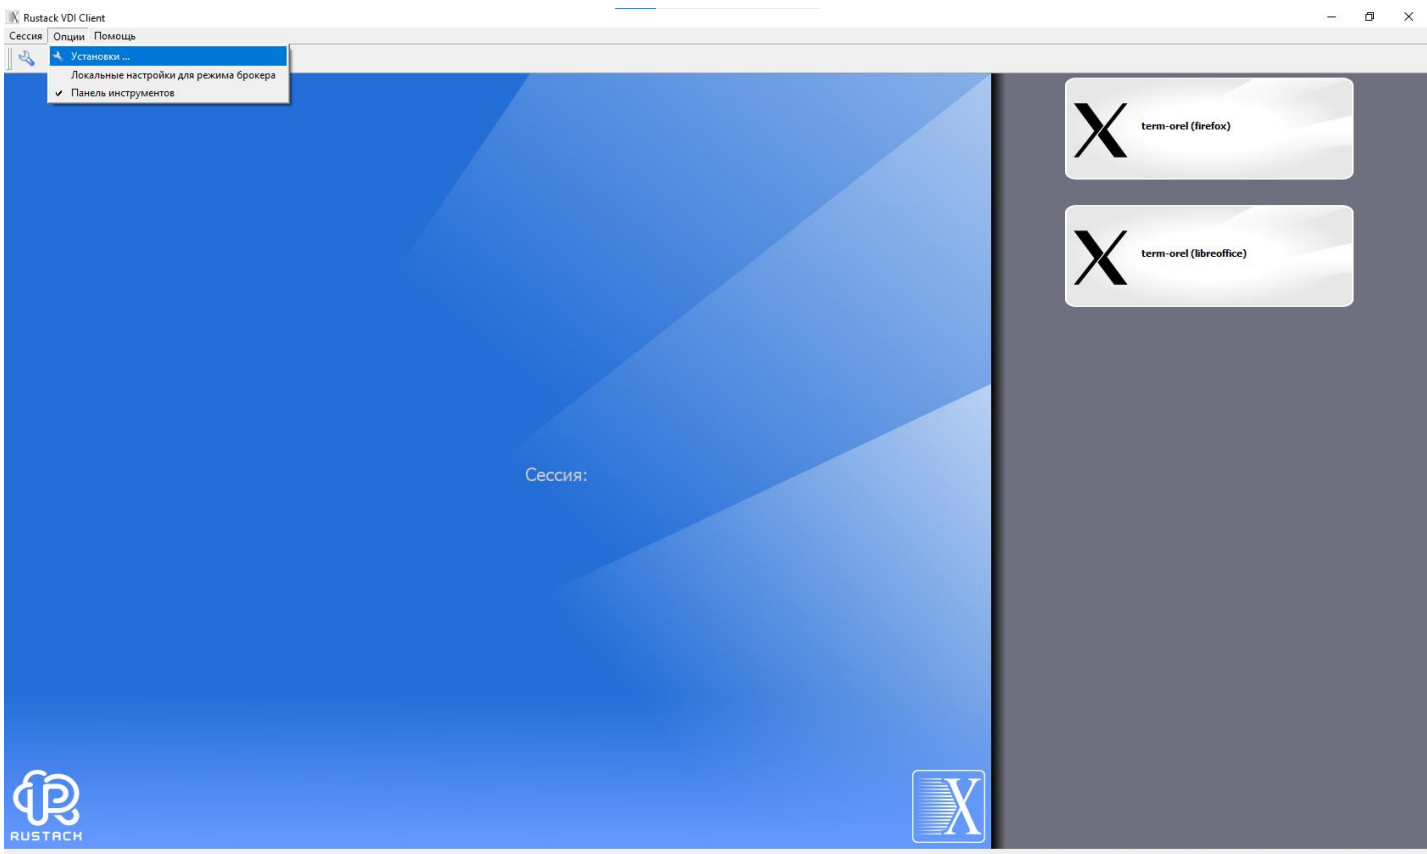 Rustack VDI Client
Сессия Опции Помощь
Установки ...
Локальные настройки для режима брокера
Панель инструментов
term-orel (firefox)
term-orel (libreoffice)
Сессия:
RUSTACK
X